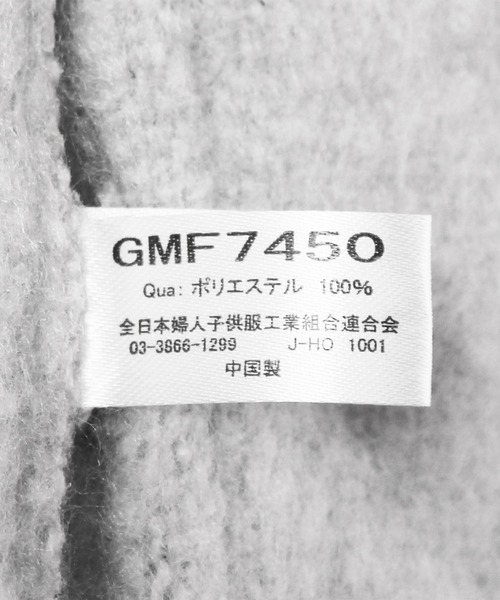 GMF7450
Qua: ポリエステル 100%
全日本婦人子供服工業組合連合会
03-3866-1299 J-HO 1001
中国製